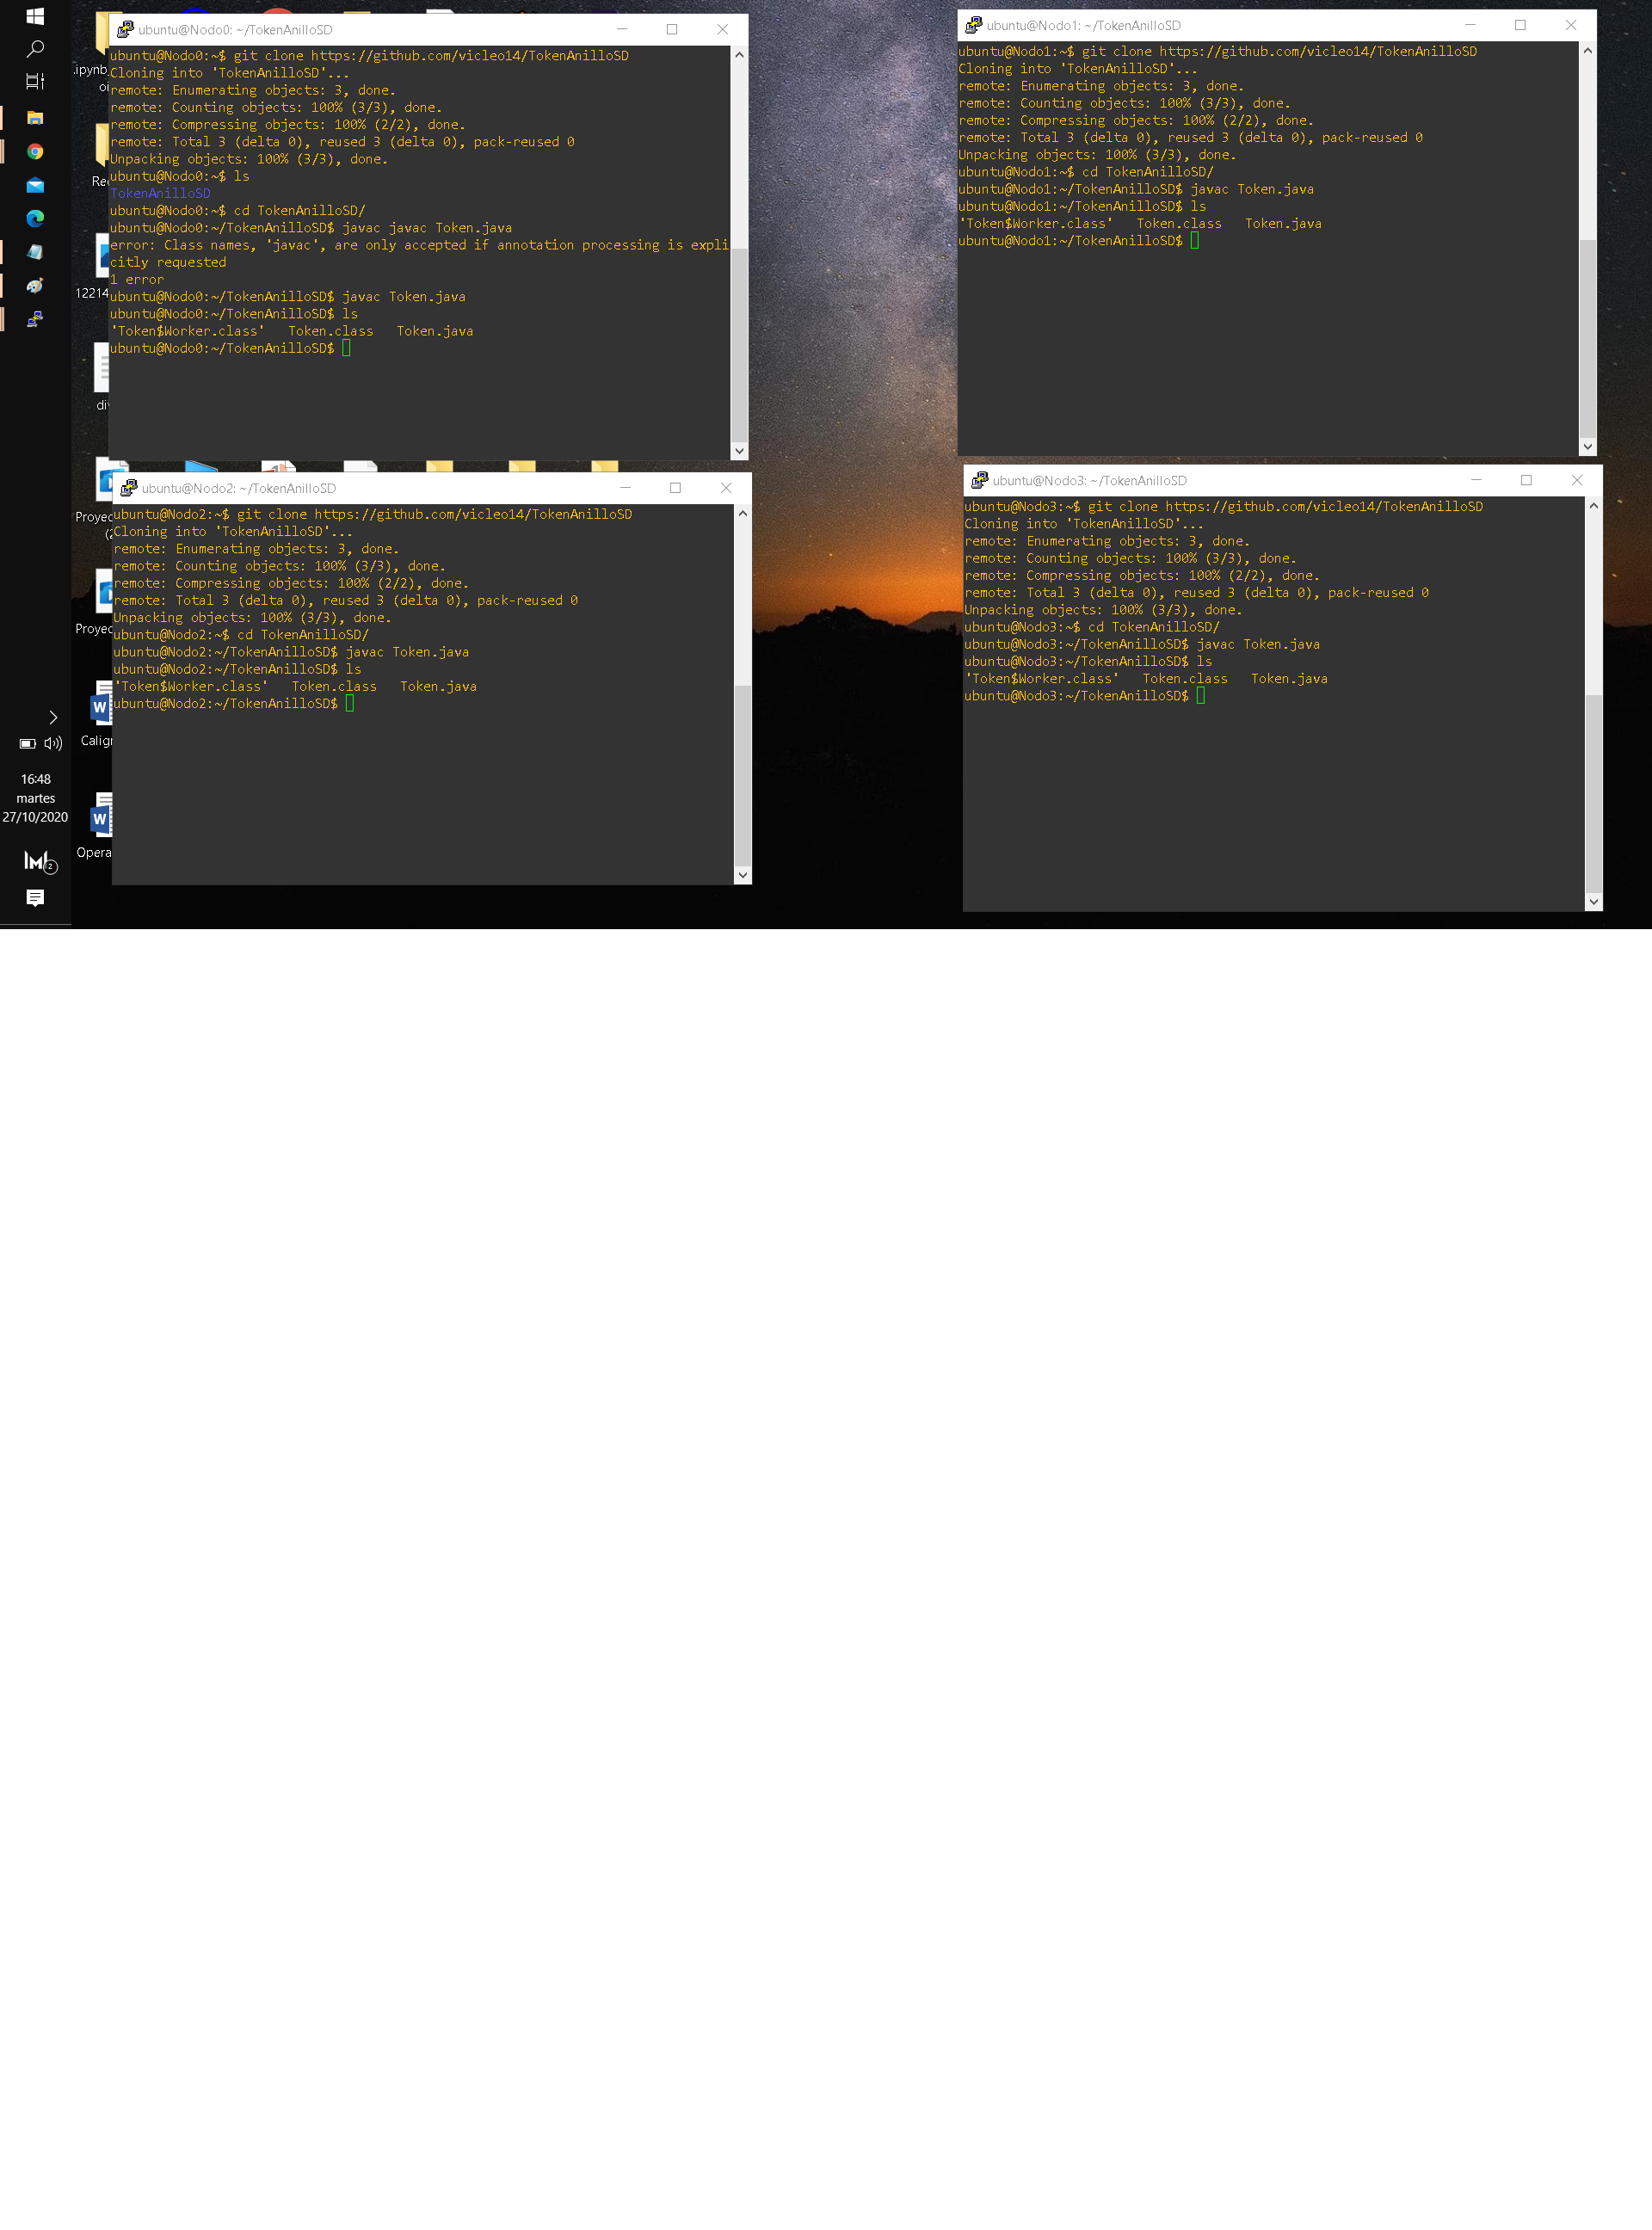 ubuntu@Nodo0: ~/TokenAnilloSD
ubuntu@Nodo0:~$ git clone https://github.com/vicleo14/TokenAnilloSD
Cloning into 'TokenAnilloSD'...
remote: Enumerating objects: 3, done.
remote: Counting objects: 100% (3/3), done.
remote: Compressing objects: 100% (2/2), done.
remote: Total 3 (delta 0), reused 3 (delta 0), pack-reused 0
Unpacking objects: 100% (3/3), done.
ubuntu@Nodo0:~$ ls
TokenAnilloSD
ubuntu@Nodo0:~$ cd TokenAnilloSD/
ubuntu@Nodo0:~/TokenAnilloSD$ javac javac Token.java
error: Class names, 'javac', are only accepted if annotation processing is expli
citly requested
1 error
ubuntu@Nodo0:~/TokenAnilloSD$ javac Token.java
ubuntu@Nodo0:~/TokenAnilloSD$ ls
'Token$Worker.class' Token.class Token.java
ubuntu@Nodo0:~/TokenAnilloSD$
ubuntu@Nodo1: ~/TokenAnilloSD
ubuntu@Nodo1:~$ git clone https://github.com/vicleo14/TokenAnilloSD
Cloning into 'TokenAnilloSD'...
remote: Enumerating objects: 3, done.
remote: Counting objects: 100% (3/3), done.
remote: Compressing objects: 100% (2/2), done.
remote: Total 3 (delta 0), reused 3 (delta 0), pack-reused 0
Unpacking objects: 100% (3/3), done.
ubuntu@Nodo1:~$ cd TokenAnilloSD/
ubuntu@Nodo1:~/TokenAnilloSD$ javac Token.java
ubuntu@Nodo1:~/TokenAnilloSD$ ls
'Token$Worker.class' Token.class Token.java
ubuntu@Nodo1:~/TokenAnilloSD$
ubuntu@Nodo2: ~/TokenAnilloSD
ubuntu@Nodo2:~$ git clone https://github.com/vicleo14/TokenAnilloSD
Cloning into 'TokenAnilloSD'...
remote: Enumerating objects: 3, done.
remote: Counting objects: 100% (3/3), done.
remote: Compressing objects: 100% (2/2), done.
remote: Total 3 (delta 0), reused 3 (delta 0), pack-reused 0
Unpacking objects: 100% (3/3), done.
ubuntu@Nodo2:~$ cd TokenAnilloSD/
ubuntu@Nodo2:~/TokenAnilloSD$ javac Token.java
ubuntu@Nodo2:~/TokenAnilloSD$ ls
'Token$Worker.class' Token.class Token.java
ubuntu@Nodo2:~/TokenAnilloSD$
ubuntu@Nodo3: ~/TokenAnilloSD
ubuntu@Nodo3:~$ git clone https://github.com/vicleo14/TokenAnilloSD
Cloning into 'TokenAnilloSD'...
remote: Enumerating objects: 3, done.
remote: Counting objects: 100% (3/3), done.
remote: Compressing objects: 100% (2/2), done.
remote: Total 3 (delta 0), reused 3 (delta 0), pack-reused 0
Unpacking objects: 100% (3/3), done.
ubuntu@Nodo3:~$ cd TokenAnilloSD/
ubuntu@Nodo3:~/TokenAnilloSD$ javac Token.java
ubuntu@Nodo3:~/TokenAnilloSD$ ls
'Token$Worker.class' Token.class Token.java
ubuntu@Nodo3:~/TokenAnilloSD$
.ipynb
12214
Proyec
Proyec
Calig
Opera
16:48
martes
27/10/2020
2